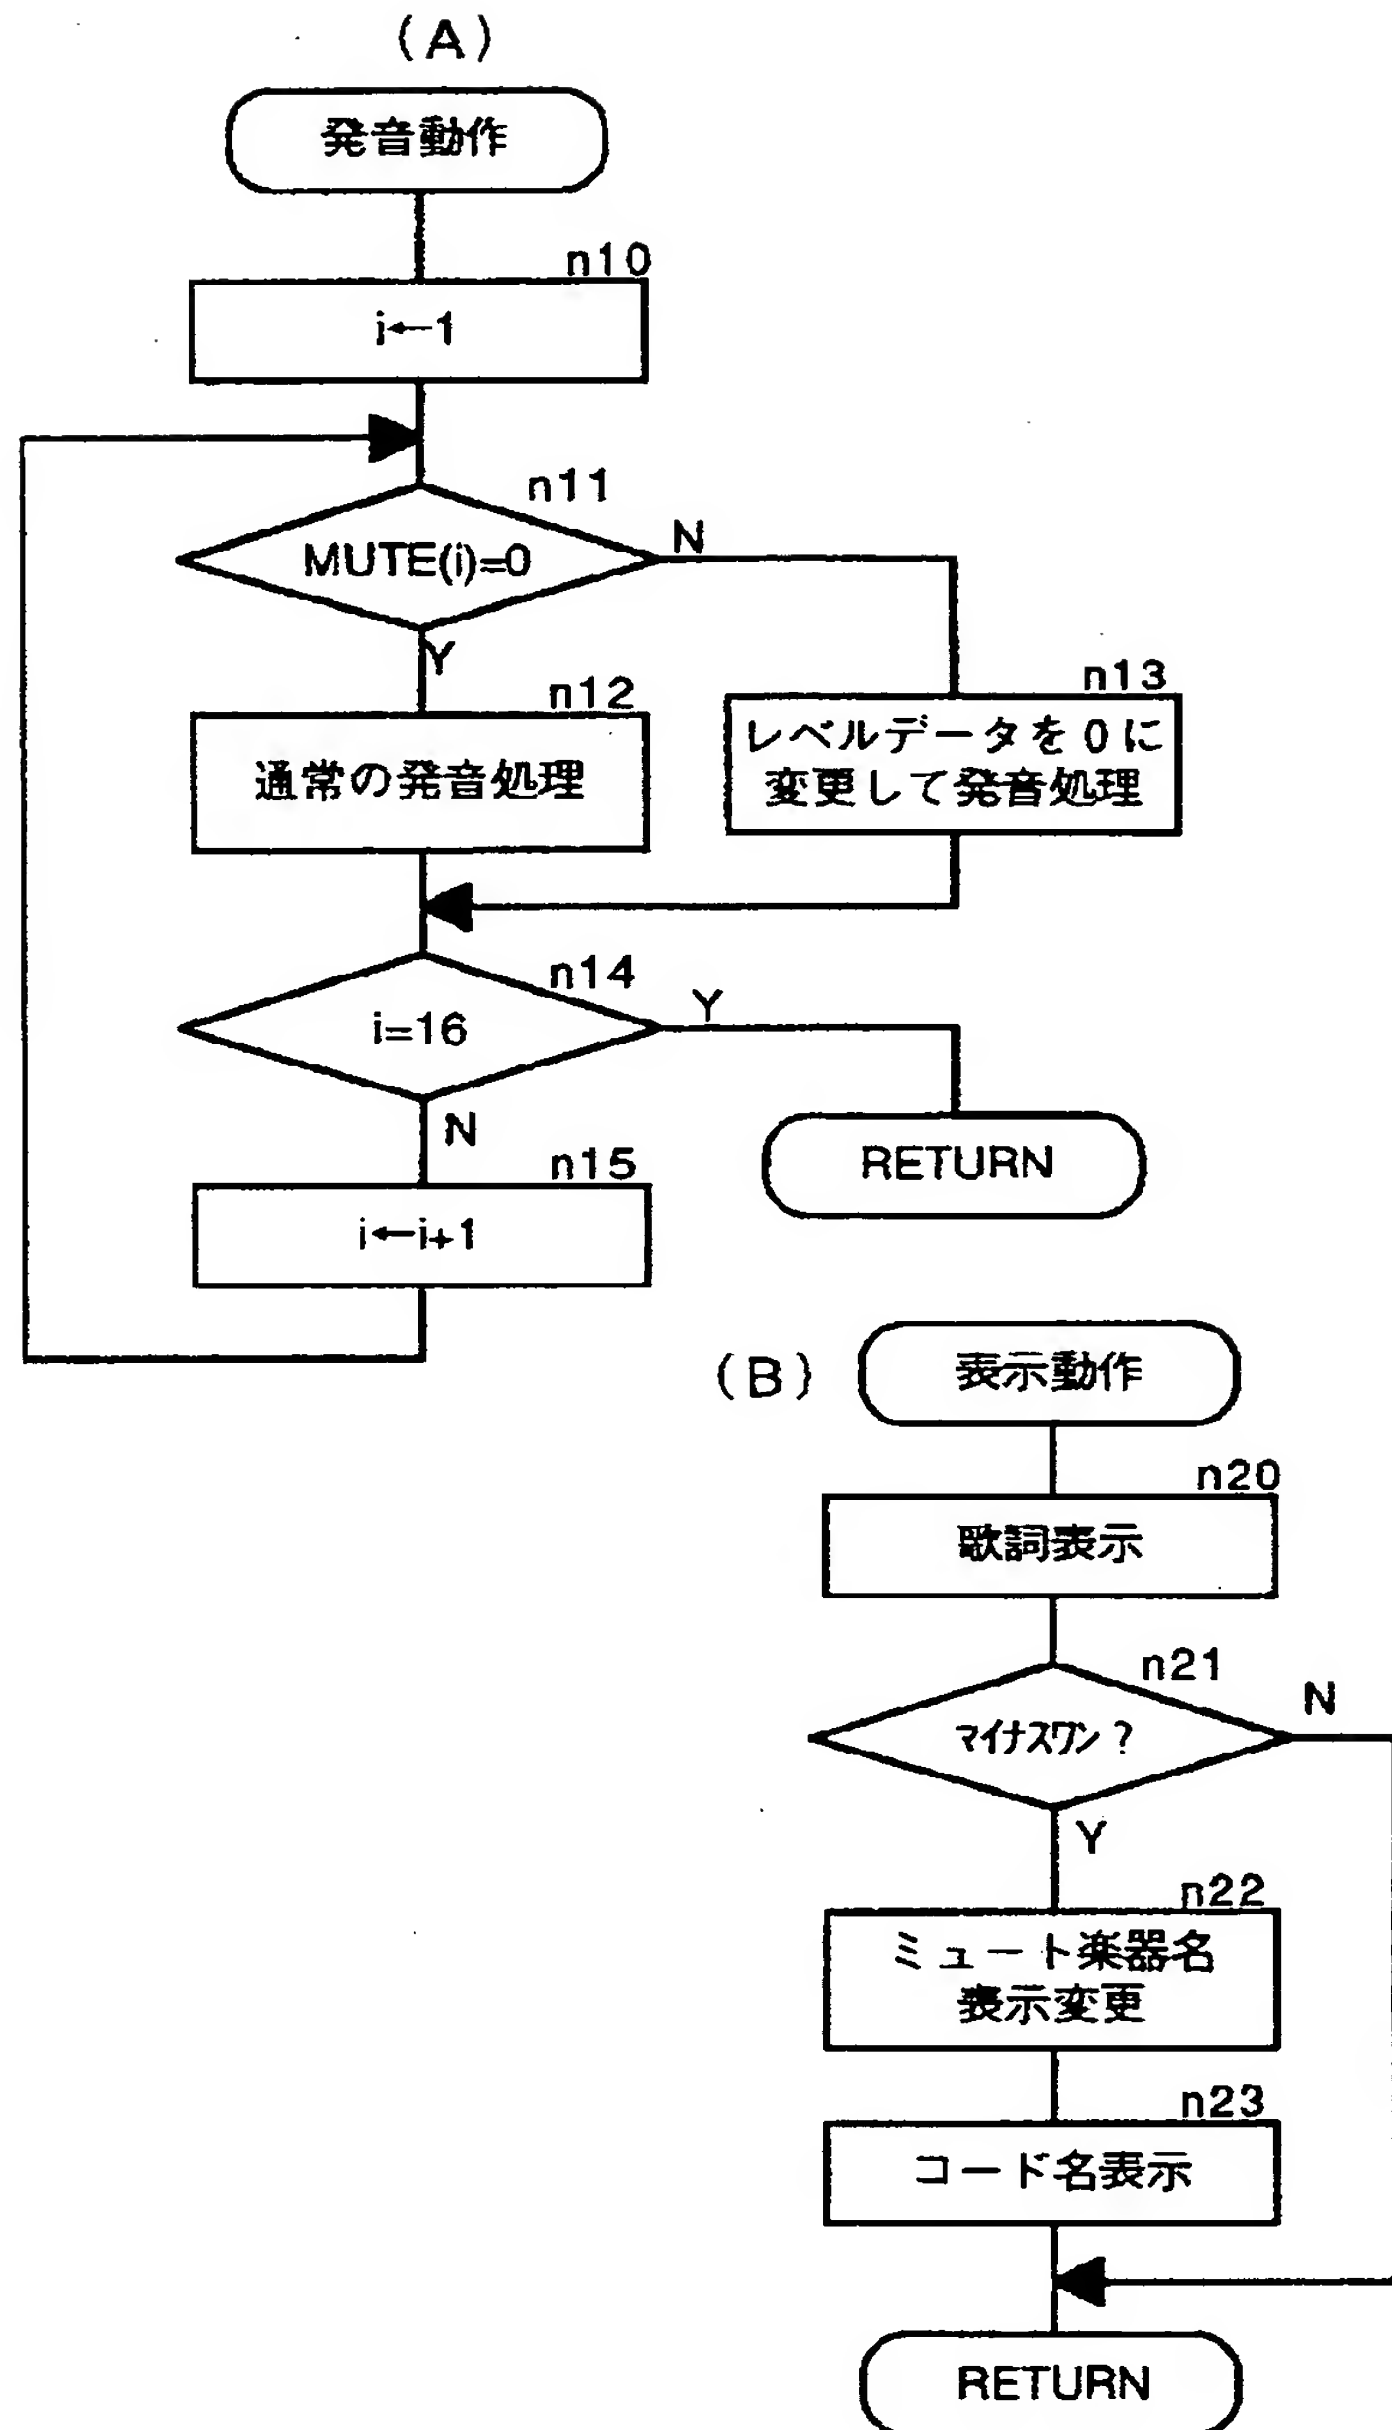 (A)
発音動作
n10
i←1
n11
MUTE(i)=0
N
Y
n12
通常の発音処理
n13
レベルデータを0に
変更して発音処理
n14
i=16
Y
N
RETURN
n15
i←i+1
(B)
表示動作
n20
歌詞表示
n21
マイナスワン?
N
Y
n22
ミュート楽器名
表示変更
n23
コード名表示
RETURN